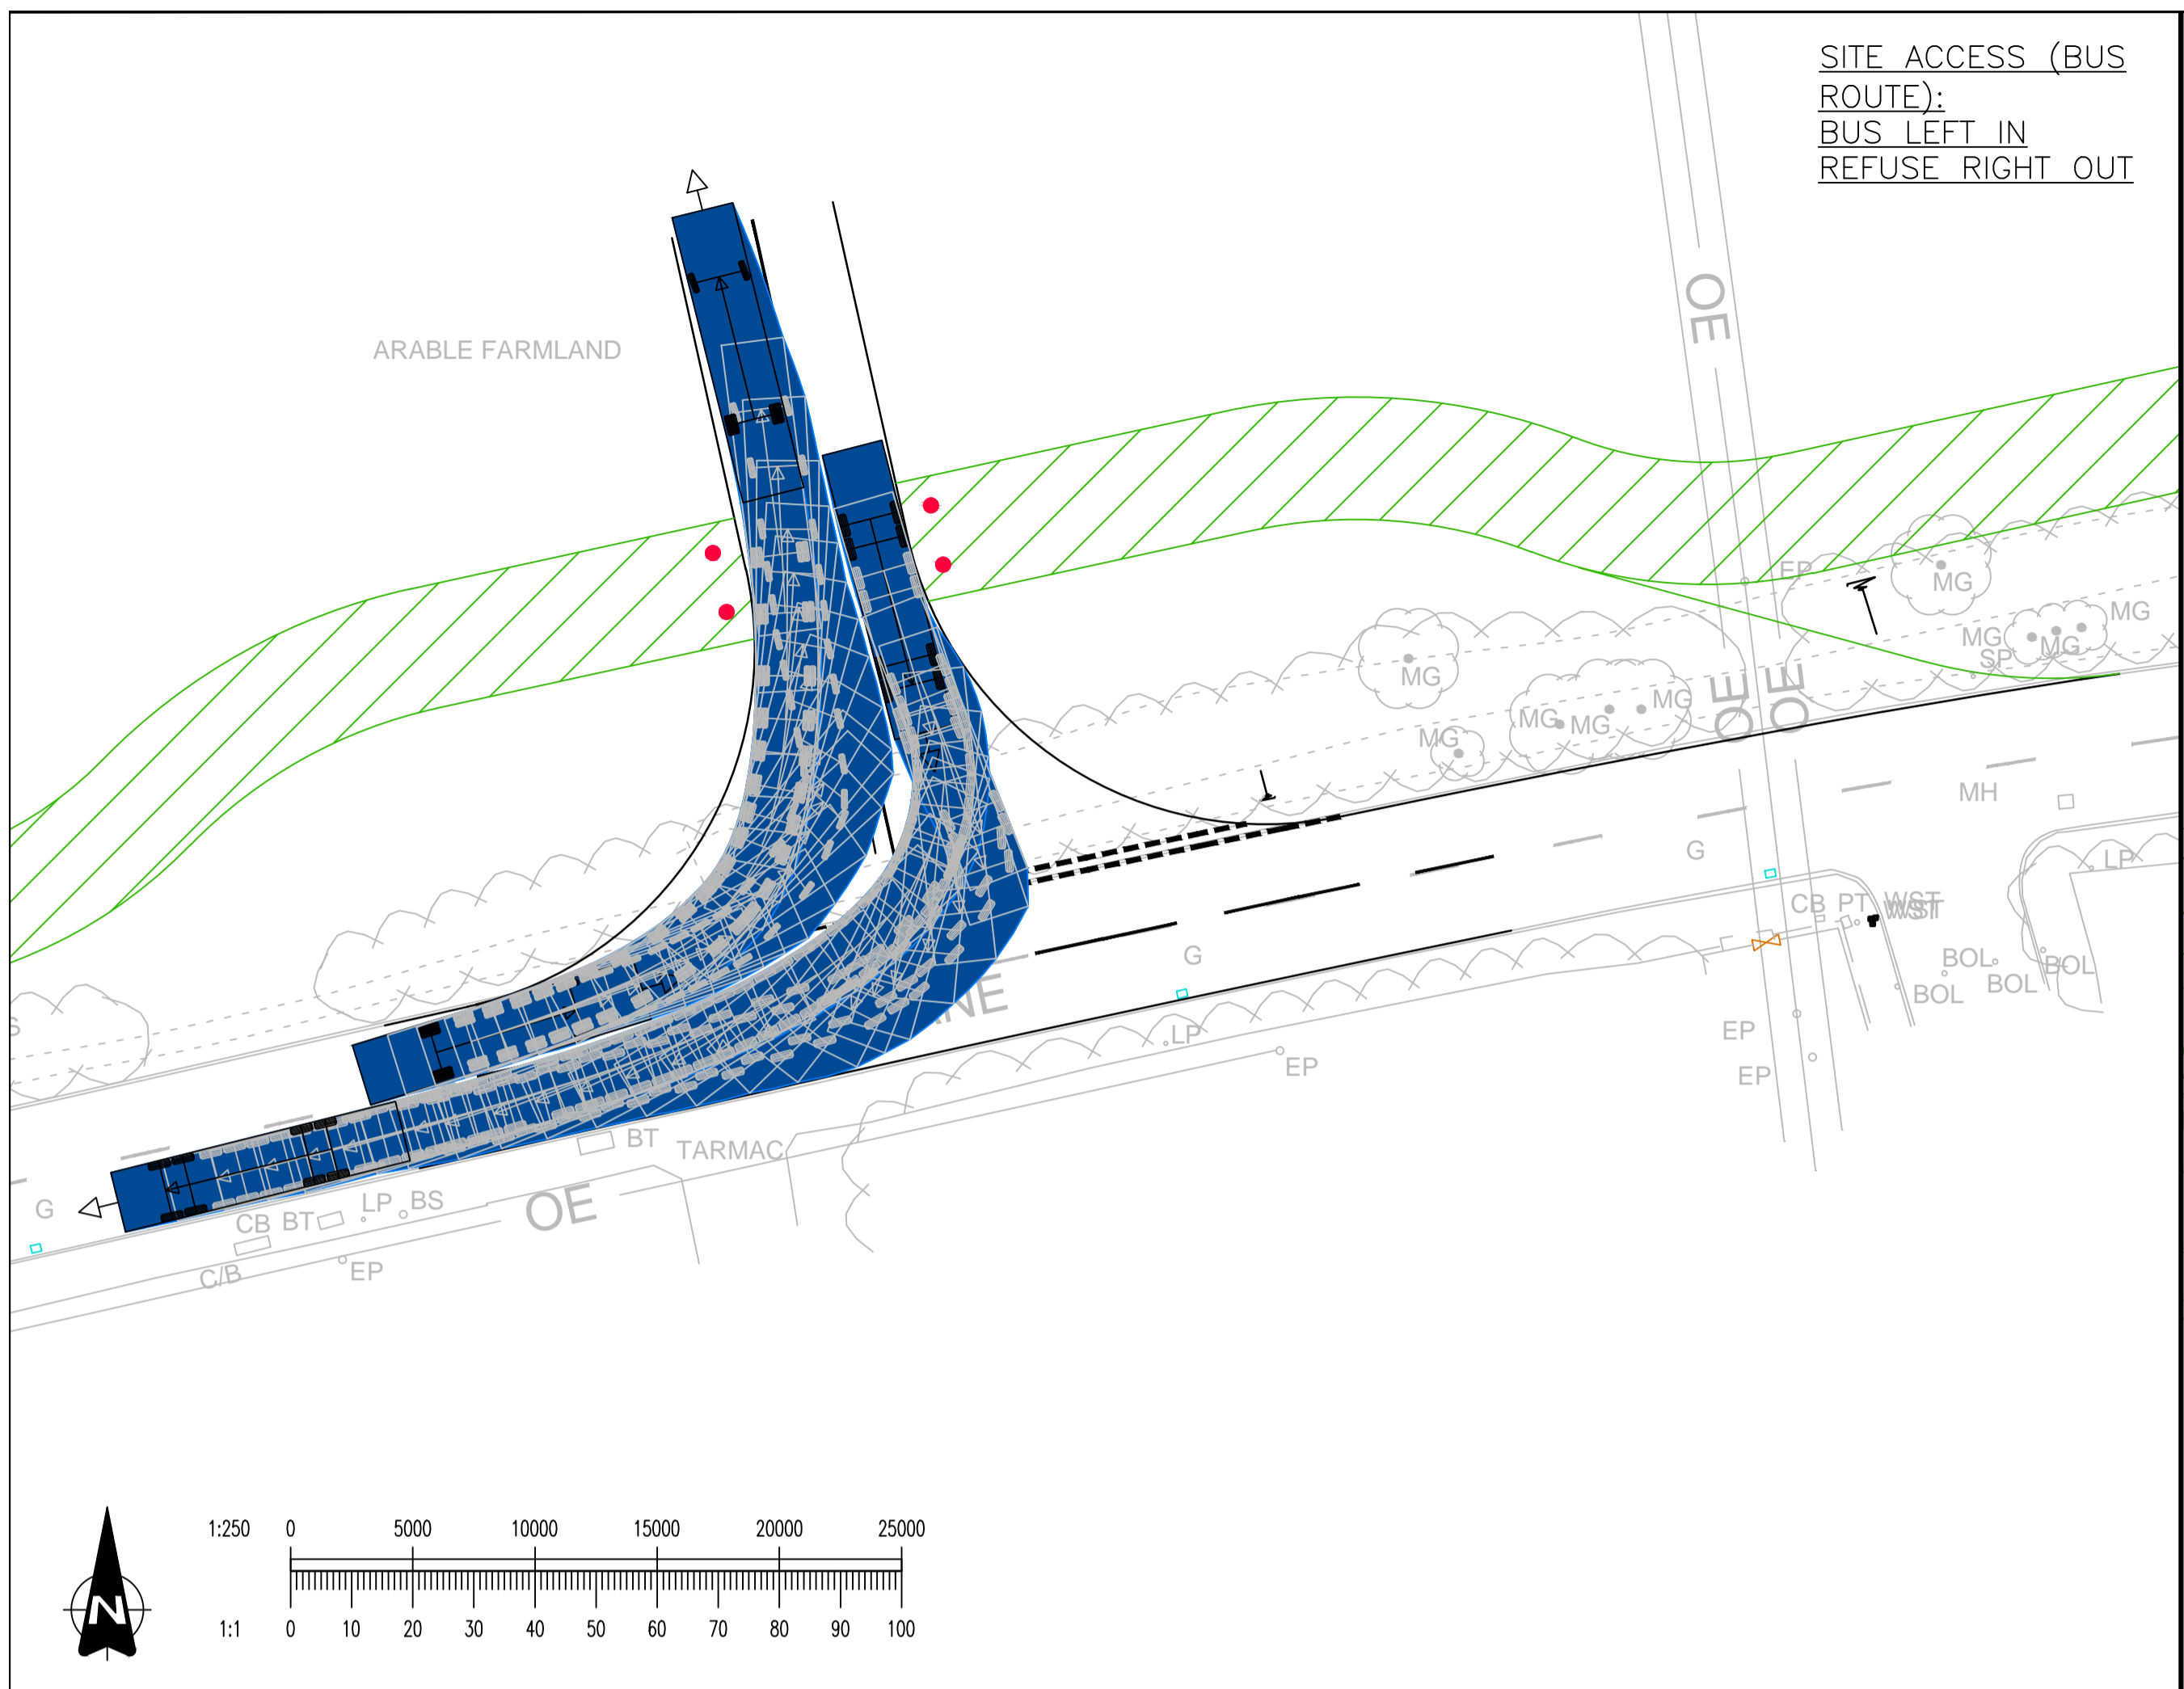 SITE ACCESS (BUS
ROUTE):
BUS LEFT IN
REFUSE RIGHT OUT
OE
ARABLE FARMLAND
EP
MG
MG
MG
MG
SP
MG
MG
MG
MG
MG
OE
OE
MH
G
LP
CB PT WST
WST
G
BOL
BOL
BOL
BOL
NE
LP
EP
EP
EP
BT
TARMAC
G
LP BS
CB BT
OE
C/B
EP
1:250 0 5000 10000 15000 20000 25000
N
1:1 0 10 20 30 40 50 60 70 80 90 100